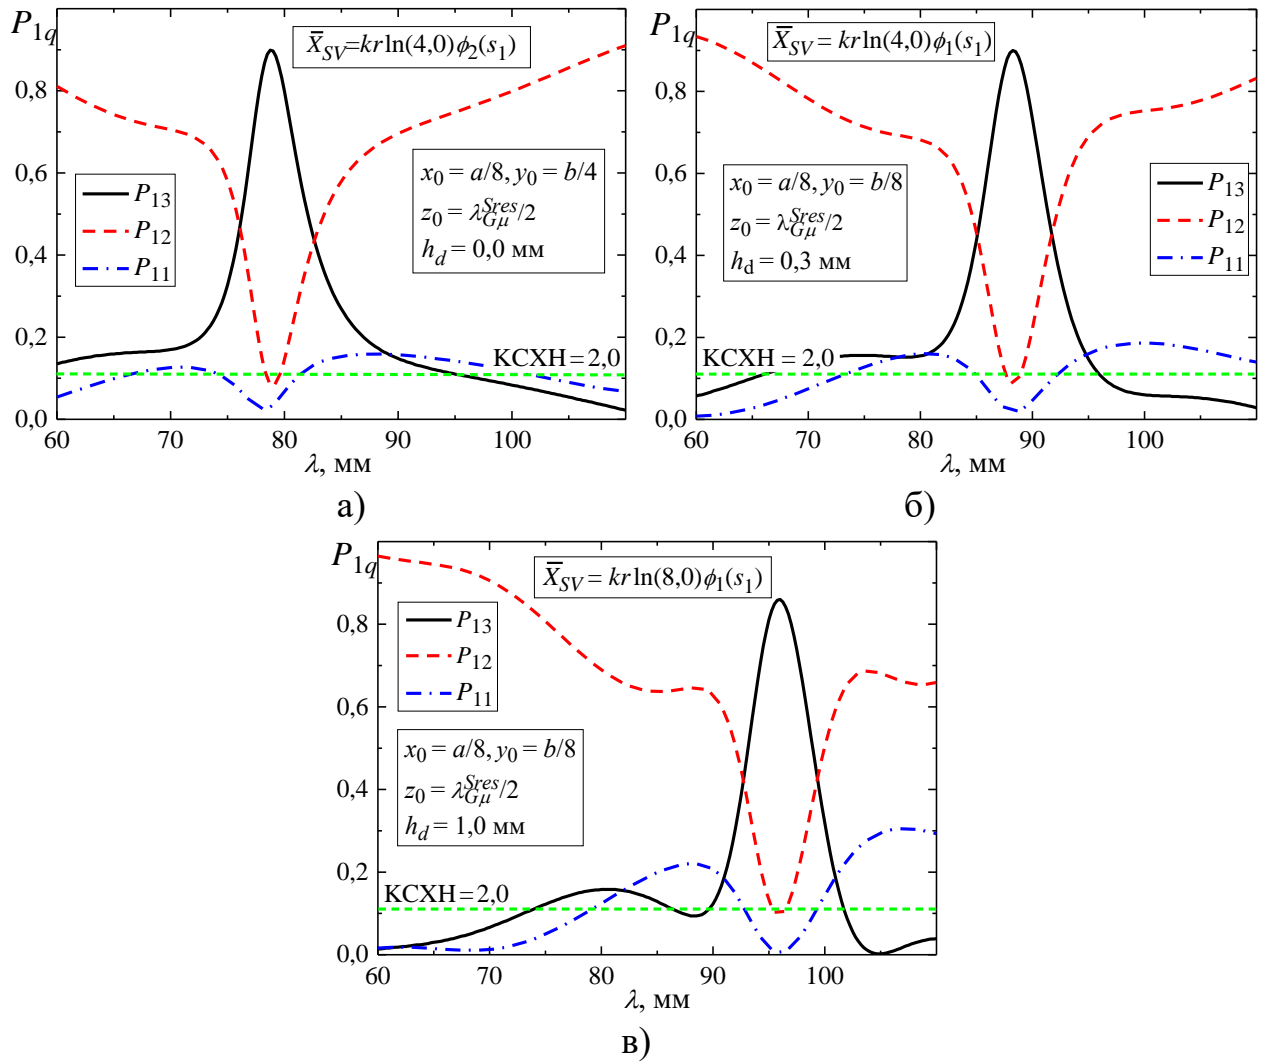 P1q
X̄SV=kr ln(4,0)ϕ2(s1)
0,8
0,6
0,4
0,2
0,0
P13
P12
P11
x0 = a/8, y0 = b/4
z0 = λGμ^Sres/2
hd = 0,0 мм
КСХН = 2,0
60 70 80 90 100
λ, мм
а)
P1q
X̄SV = kr ln(4,0)ϕ1(s1)
0,8
0,6
0,4
0,2
0,0
x0 = a/8, y0 = b/8
z0 = λGμ^Sres/2
hd = 0,3 мм
P13
P12
P11
КСХН = 2,0
60 70 80 90 100
λ, мм
б)
P1q
X̄SV = kr ln(8,0)ϕ1(s1)
0,8
0,6
0,4
0,2
0,0
P13
P12
P11
x0 = a/8, y0 = b/8
z0 = λGμ^Sres/2
hd = 1,0 мм
КСХН = 2,0
60 70 80 90 100
λ, мм
в)